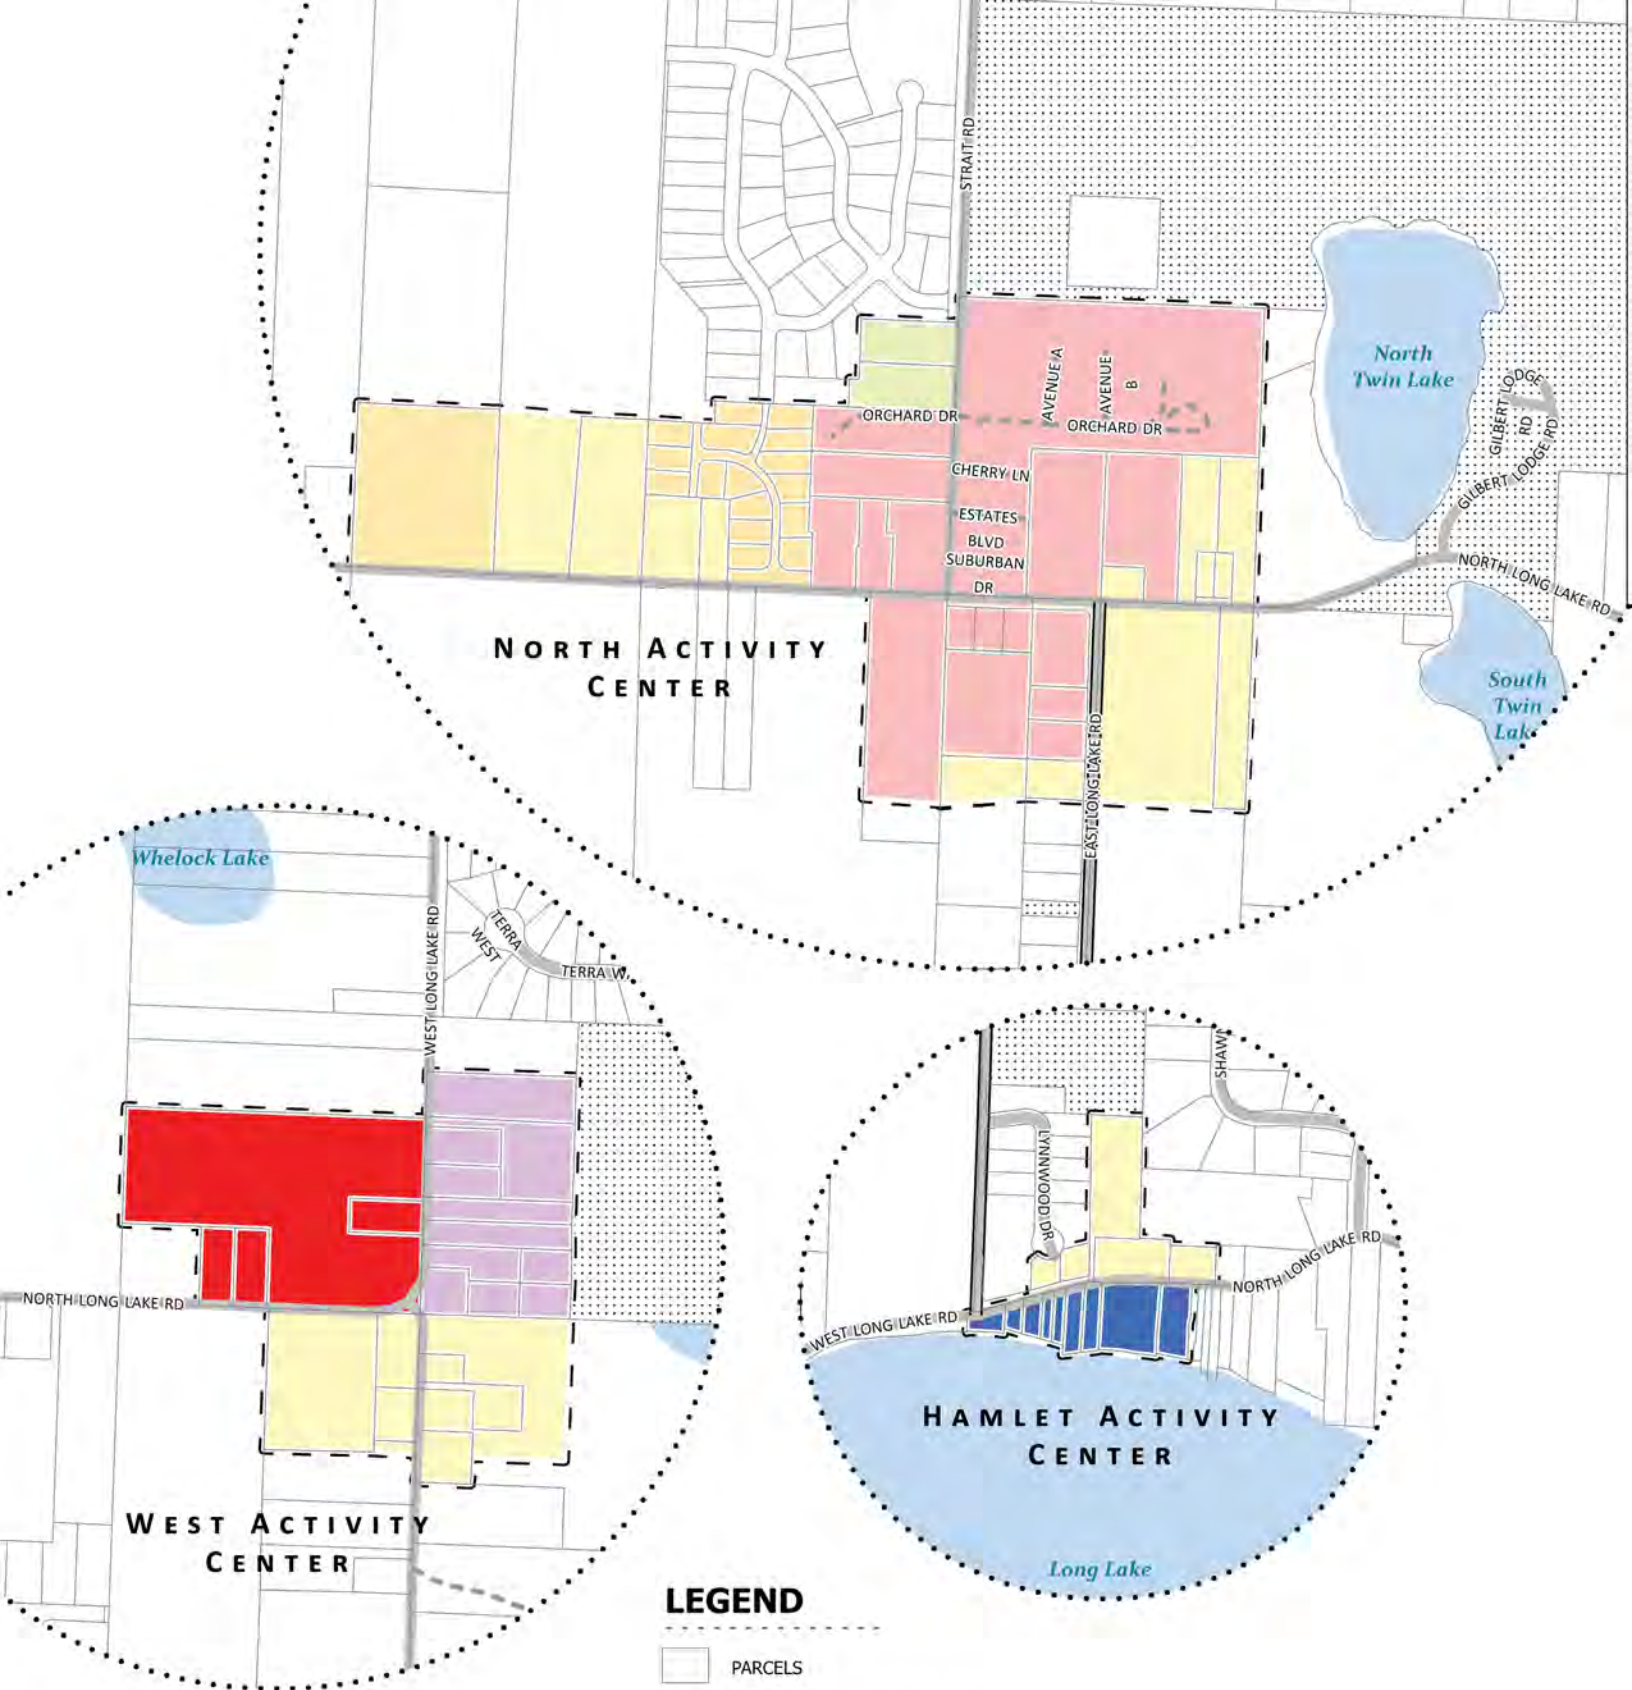 STRAIT RD
North
Twin Lake
AVENUE A
AVENUE
B
ORCHARD DR
ORCHARD DR
GILBERT LODGE
RD
GILBERT LODGE RD
CHERRY LN
ESTATES
BLVD
SUBURBAN
DR
NORTH LONG LAKE RD
NORTH ACTIVITY
CENTER
South
Twin
Lake
EAST LONG LAKE RD
Whelock Lake
WEST LONG LAKE RD
TERRA
WEST
TERRA W
SHAW
LYNNWOOD DR
NORTH LONG LAKE RD
NORTH LONG LAKE RD
WEST LONG LAKE RD
HAMLET ACTIVITY
CENTER
WEST ACTIVITY
CENTER
Long Lake
LEGEND
PARCELS